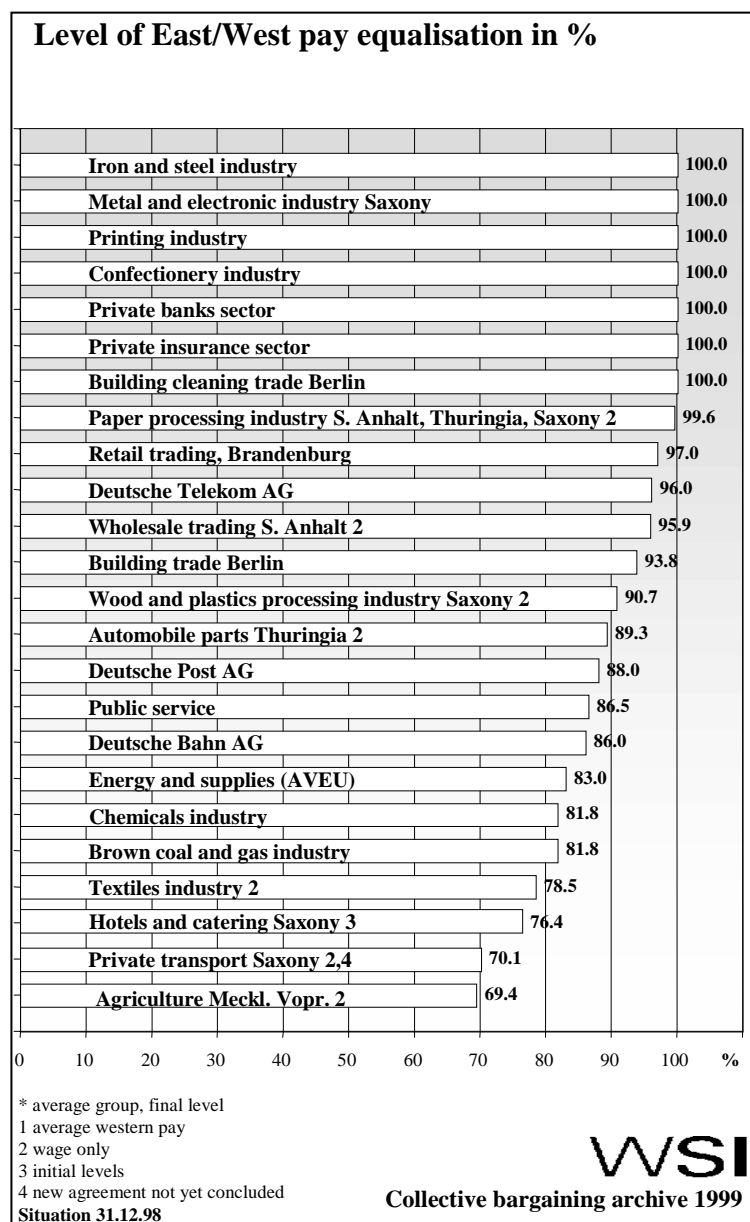 Level of East/West pay equalisation in %
Iron and steel industry 100.0
Metal and electronic industry Saxony 100.0
Printing industry 100.0
Confectionery industry 100.0
Private banks sector 100.0
Private insurance sector 100.0
Building cleaning trade Berlin 100.0
Paper processing industry S. Anhalt, Thuringia, Saxony 2 99.6
Retail trading, Brandenburg 97.0
Deutsche Telekom AG 96.0
Wholesale trading S. Anhalt 2 95.9
Building trade Berlin 93.8
Wood and plastics processing industry Saxony 2 90.7
Automobile parts Thuringia 2 89.3
Deutsche Post AG 88.0
Public service 86.5
Deutsche Bahn AG 86.0
Energy and supplies (AVEU) 83.0
Chemicals industry 81.8
Brown coal and gas industry 81.8
Textiles industry 2 78.5
Hotels and catering Saxony 3 76.4
Private transport Saxony 2,4 70.1
Agriculture Meckl. Vopr. 2 69.4
0 10 20 30 40 50 60 70 80 90 100 %
* average group, final level
1 average western pay
2 wage only
3 initial levels
4 new agreement not yet concluded
Situation 31.12.98
WSI
Collective bargaining archive 1999